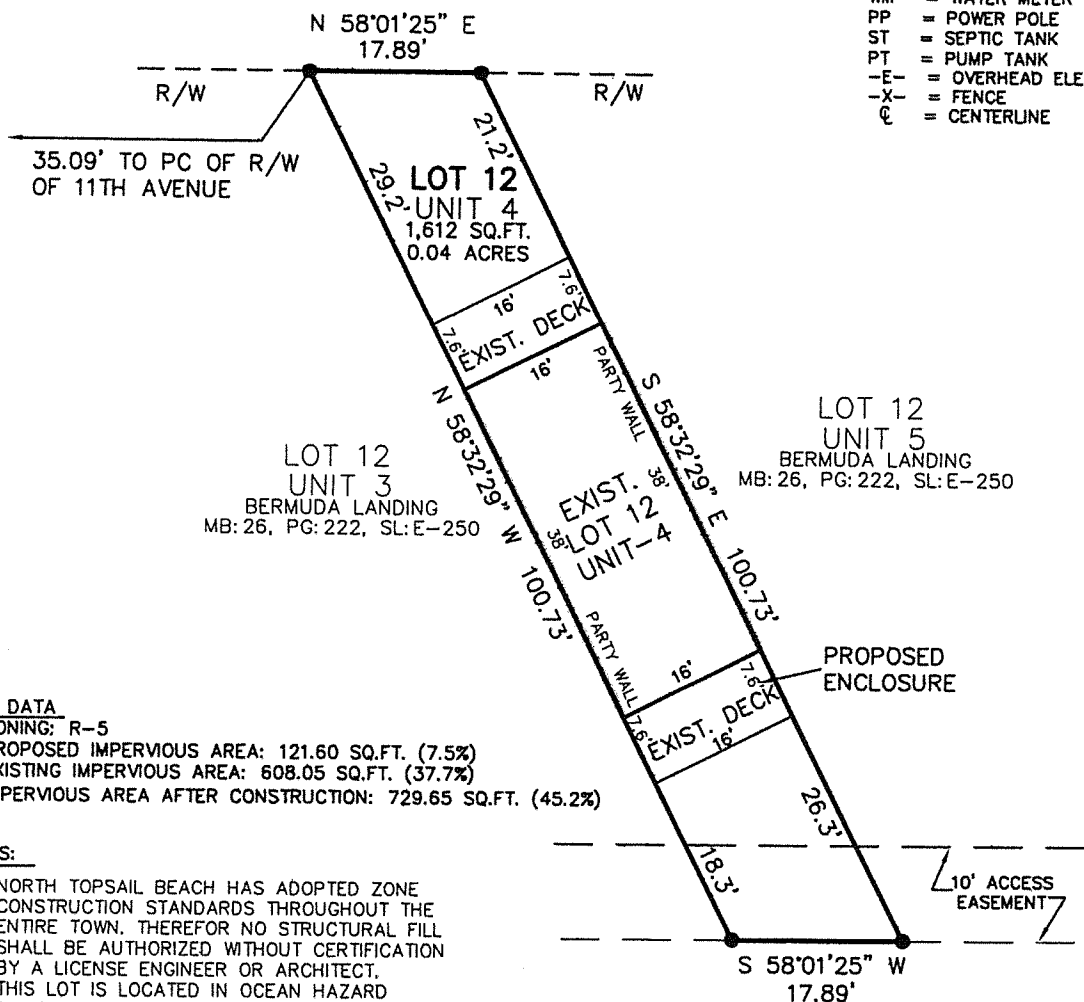 N 58°01'25" E
17.89'
= WATER METER
PP = POWER POLE
ST = SEPTIC TANK
PT = PUMP TANK
-E- = OVERHEAD ELE
-X- = FENCE
℄ = CENTERLINE
R/W
R/W
35.09' TO PC OF R/W
OF 11TH AVENUE
21.2'
29.2'
LOT 12
UNIT 4
1,612 SQ.FT.
0.04 ACRES
7.6'
16'
7.6'
EXIST. DECK
16'
PARTY WALL
N 58°32'29" W 100.73'
S 58°32'29" E 100.73'
LOT 12
UNIT 3
BERMUDA LANDING
MB: 26, PG: 222, SL: E-250
LOT 12
UNIT 5
BERMUDA LANDING
MB: 26, PG: 222, SL: E-250
38'
38'
EXIST.
LOT 12
UNIT-4
PARTY WALL
16'
7.6'
7.6'
EXIST. DECK
16'
PROPOSED
ENCLOSURE
DATA
ONING: R-5
ROPOSED IMPERVIOUS AREA: 121.60 SQ.FT. (7.5%)
XISTING IMPERVIOUS AREA: 608.05 SQ.FT. (37.7%)
PERVIOUS AREA AFTER CONSTRUCTION: 729.65 SQ.FT. (45.2%)
26.3'
18.3'
10' ACCESS
EASEMENT
S:
NORTH TOPSAIL BEACH HAS ADOPTED ZONE
CONSTRUCTION STANDARDS THROUGHOUT THE
ENTIRE TOWN. THEREFOR NO STRUCTURAL FILL
SHALL BE AUTHORIZED WITHOUT CERTIFICATION
BY A LICENSE ENGINEER OR ARCHITECT.
THIS LOT IS LOCATED IN OCEAN HAZARD
S 58°01'25" W
17.89'